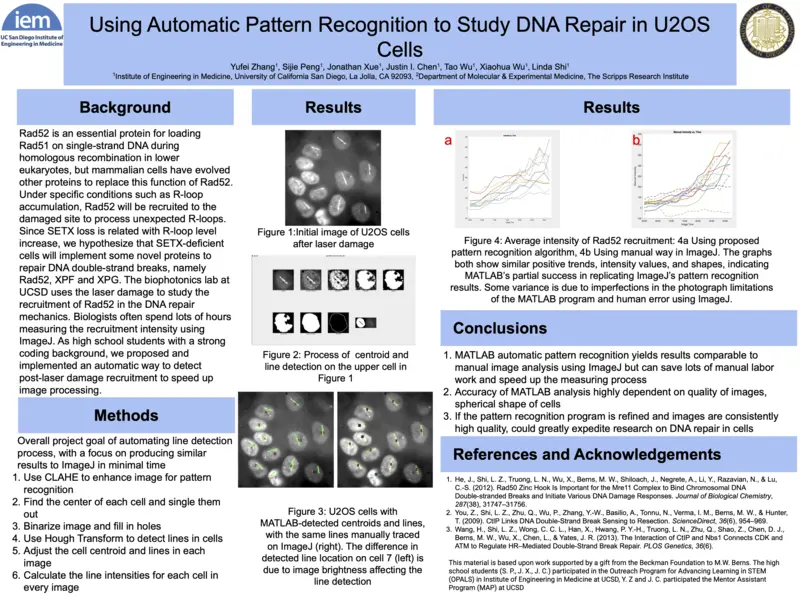 iem
UC San Diego Institute
of Engineering in Medicine
Using Automatic Pattern Recognition to Study DNA Repair in U2OS
Cells
Yufei Zhang¹, Sijie Peng¹, Jonathan Xue¹, Justin I. Chen¹, Tao Wu¹, Xiaohua Wu¹, Linda Shi¹
¹Institute of Engineering in Medicine, University of California San Diego, La Jolla, CA 92093, ²Department of Molecular & Experimental Medicine, The Scripps Research Institute
Background
Rad52 is an essential protein for loading
Rad51 on single-strand DNA during
homologous recombination in lower
eukaryotes, but mammalian cells have evolved
other proteins to replace this function of Rad52.
Under specific conditions such as R-loop
accumulation, Rad52 will be recruited to the
damaged site to process unexpected R-loops.
Since SETX loss is related with R-loop level
increase, we hypothesize that SETX-deficient
cells will implement some novel proteins to
repair DNA double-strand breaks, namely
Rad52, XPF and XPG. The biophotonics lab at
UCSD uses the laser damage to study the
recruitment of Rad52 in the DNA repair
mechanics. Biologists often spend lots of hours
measuring the recruitment intensity using
ImageJ. As high school students with a strong
coding background, we proposed and
implemented an automatic way to detect
post-laser damage recruitment to speed up
image processing.
Methods
Overall project goal of automating line detection
process, with a focus on producing similar
results to ImageJ in minimal time
1. Use CLAHE to enhance image for pattern
recognition
2. Find the center of each cell and single them
out
3. Binarize image and fill in holes
4. Use Hough Transform to detect lines in cells
5. Adjust the cell centroid and lines in each
image
6. Calculate the line intensities for each cell in
every image
Results
Figure 1:Initial image of U2OS cells
after laser damage
Figure 2: Process of centroid and
line detection on the upper cell in
Figure 1
Figure 3: U2OS cells with
MATLAB-detected centroids and lines,
with the same lines manually traced
on ImageJ (right). The difference in
detected line location on cell 7 (left) is
due to image brightness affecting the
line detection
Results
a
b
Figure 4: Average intensity of Rad52 recruitment: 4a Using proposed
pattern recognition algorithm, 4b Using manual way in ImageJ. The graphs
both show similar positive trends, intensity values, and shapes, indicating
MATLAB's partial success in replicating ImageJ's pattern recognition
results. Some variance is due to imperfections in the photograph limitations
of the MATLAB program and human error using ImageJ.
Conclusions
1. MATLAB automatic pattern recognition yields results comparable to
manual image analysis using ImageJ but can save lots of manual labor
work and speed up the measuring process
2. Accuracy of MATLAB analysis highly dependent on quality of images,
spherical shape of cells
3. If the pattern recognition program is refined and images are consistently
high quality, could greatly expedite research on DNA repair in cells
References and Acknowledgements
1. He, J., Shi, L. Z., Truong, L. N., Wu, X., Berns, M. W., Shiloach, J., Negrete, A., Li, Y., Razavian, N., & Lu,
C.-S. (2012). Rad50 Zinc Hook Is Important for the Mre11 Complex to Bind Chromosomal DNA
Double-stranded Breaks and Initiate Various DNA Damage Responses. Journal of Biological Chemistry,
287(38), 31747–31756.
2. You, Z., Shi, L. Z., Zhu, Q., Wu, P., Zhang, Y.-W., Basilio, A., Tonnu, N., Verma, I. M., Berns, M. W., & Hunter,
T. (2009). CtIP Links DNA Double-Strand Break Sensing to Resection. ScienceDirect, 36(6), 954–969.
3. Wang, H., Shi, L. Z., Wong, C. C. L., Han, X., Hwang, P. Y.-H., Truong, L. N., Zhu, Q., Shao, Z., Chen, D. J.,
Berns, M. W., Wu, X., Chen, L., & Yates, J. R. (2013). The Interaction of CtIP and Nbs1 Connects CDK and
ATM to Regulate HR–Mediated Double-Strand Break Repair. PLOS Genetics, 36(6).
This material is based upon work supported by a gift from the Beckman Foundation to M.W. Berns. The high
school students (S. P., J. X., J. C.) participated in the Outreach Program for Advancing Learning in STEM
{OPALS} in Institute of Engineering in Medicine at UCSD, Y. Z and J. C. participated the Mentor Assistant
Program (MAP) at UCSD